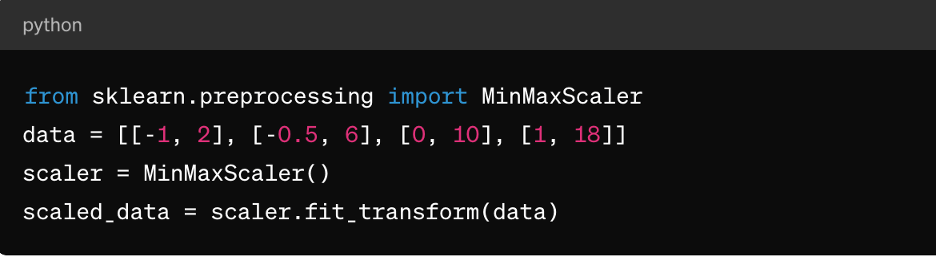 python
from sklearn.preprocessing import MinMaxScaler
data = [[-1, 2], [-0.5, 6], [0, 10], [1, 18]]
scaler = MinMaxScaler()
scaled_data = scaler.fit_transform(data)